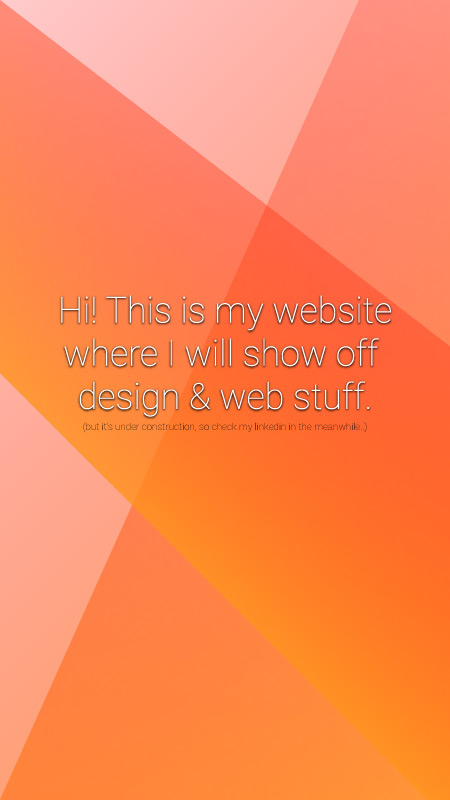 Hi! This is my website
where I will show off
design & web stuff.
(but it's under construction, so check my linkedin in the meanwhile..)